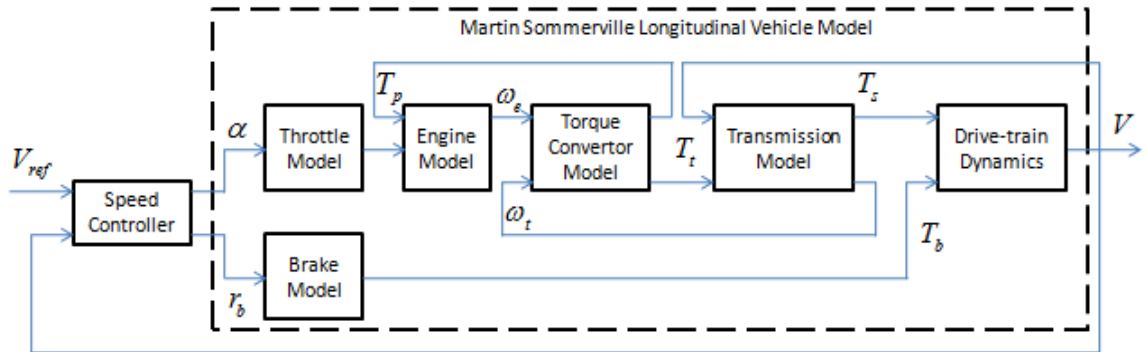 Martin Sommerville Longitudinal Vehicle Model
T_p
ω_e
T_s
V
α
Throttle
Model
Engine
Model
Torque
Convertor
Model
T_t
Transmission
Model
Drive-train
Dynamics
V_ref
Speed
Controller
ω_t
T_b
Brake
Model
r_b